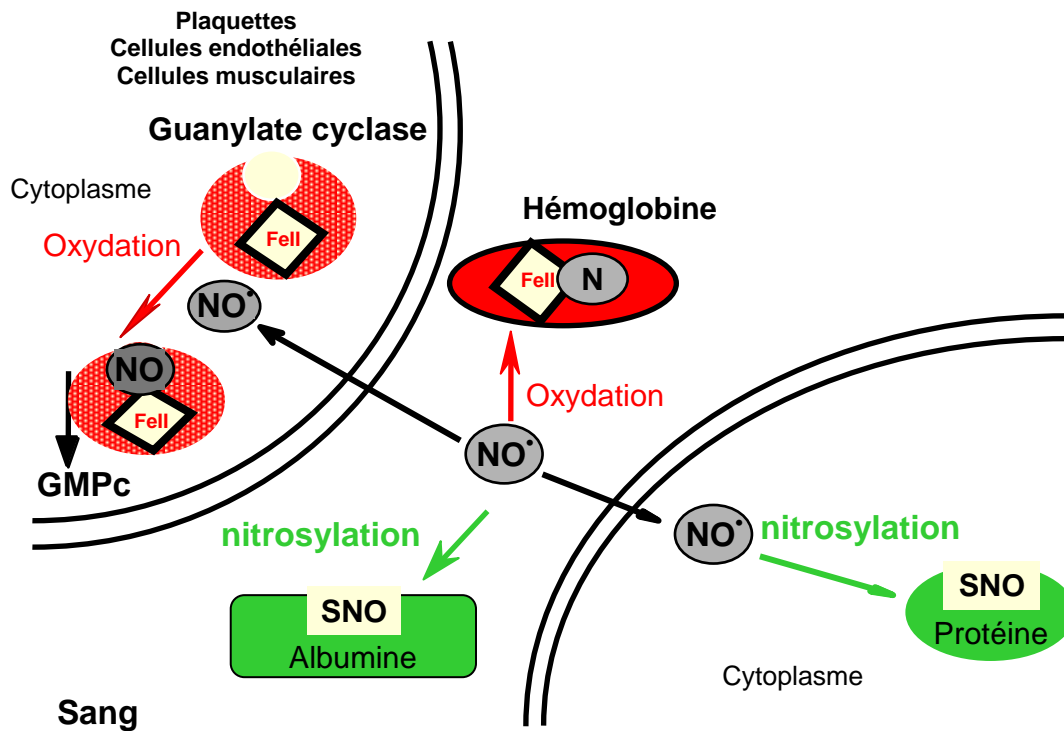 Plaquettes
Cellules endothéliales
Cellules musculaires
Guanylate cyclase
Cytoplasme
FeII
Oxydation
NO•
NO
FeII
GMPc
Hémoglobine
FeII
N
Oxydation
NO•
nitrosylation
SNO
Albumine
NO•
nitrosylation
SNO
Protéine
Cytoplasme
Sang